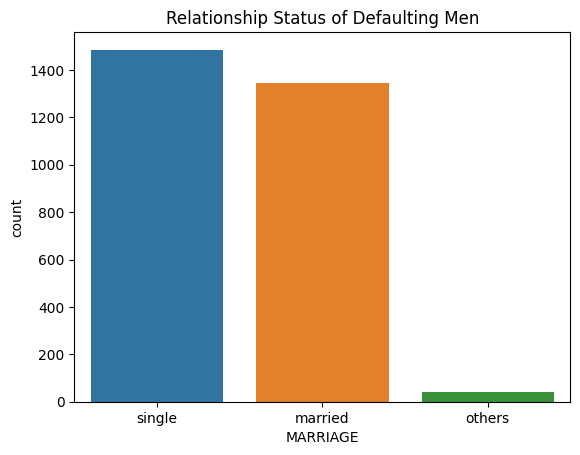 Relationship Status of Defaulting Men
1400
1200
1000
800
600
400
200
0
count
single married others
MARRIAGE